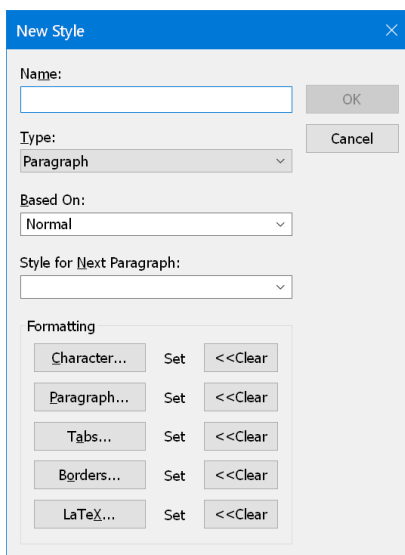 New Style
Name:
OK
Type:
Cancel
Paragraph
Based On:
Normal
Style for Next Paragraph:
Formatting
Character... Set <<Clear
Paragraph... Set <<Clear
Tabs... Set <<Clear
Borders... Set <<Clear
LaTeX... Set <<Clear